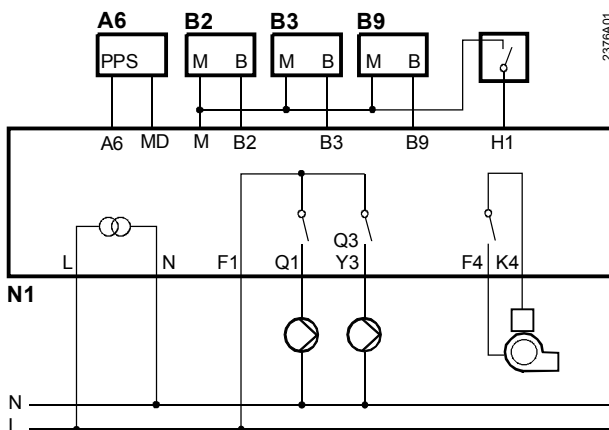 A6 B2 B3 B9
PPS M B M B M B
2376A01
A6 MD M B2 B3 B9 H1
Q3
L N F1 Q1 Y3 F4 K4
N1
N
L